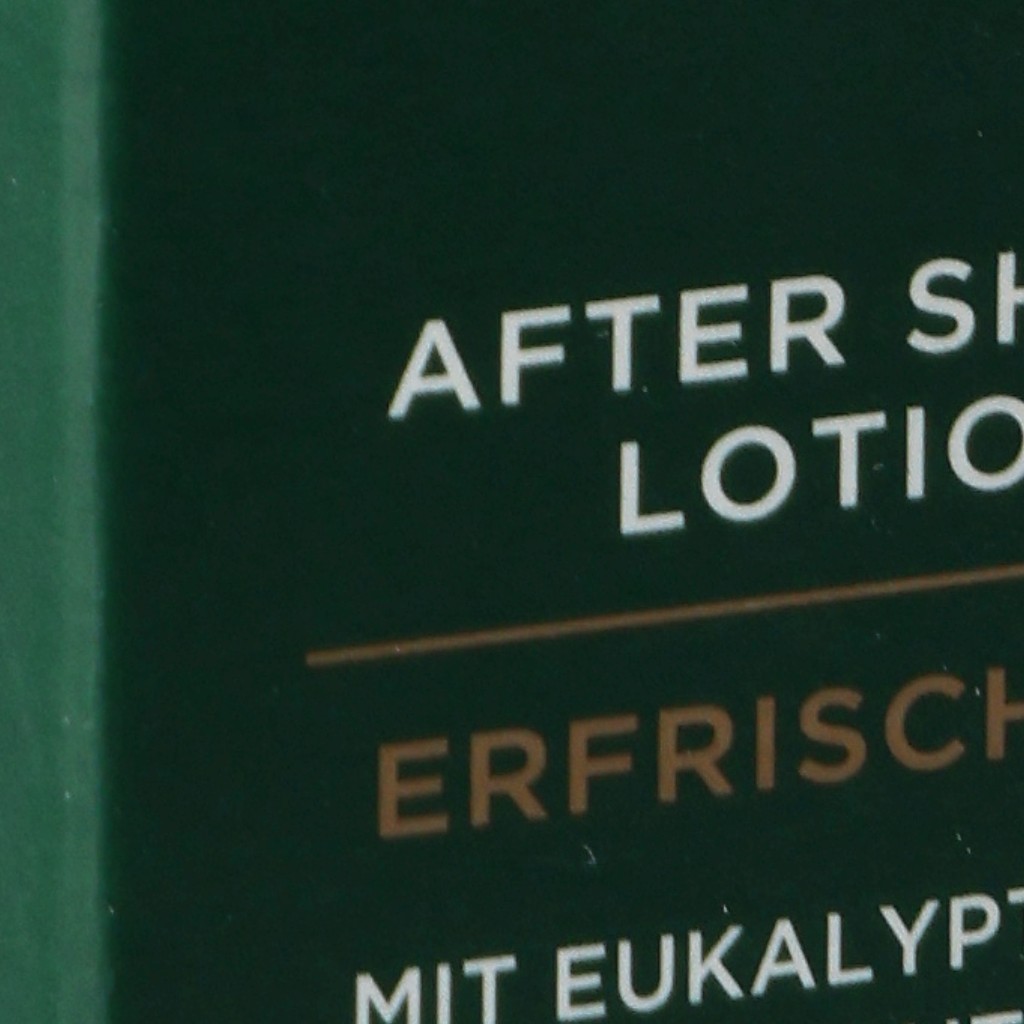 AFTER SH
LOTIO
ERFRISCH
MIT EUKALYPT